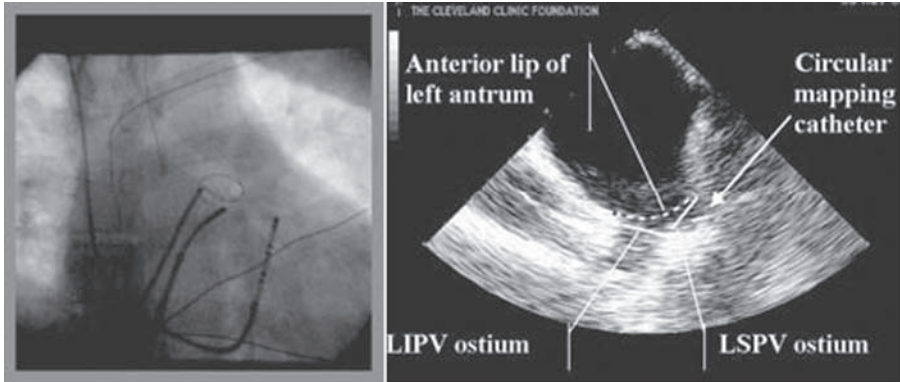 THE CLEVELAND CLINIC FOUNDATION
Anterior lip of
left antrum
Circular
mapping
catheter
LIPV ostium
LSPV ostium